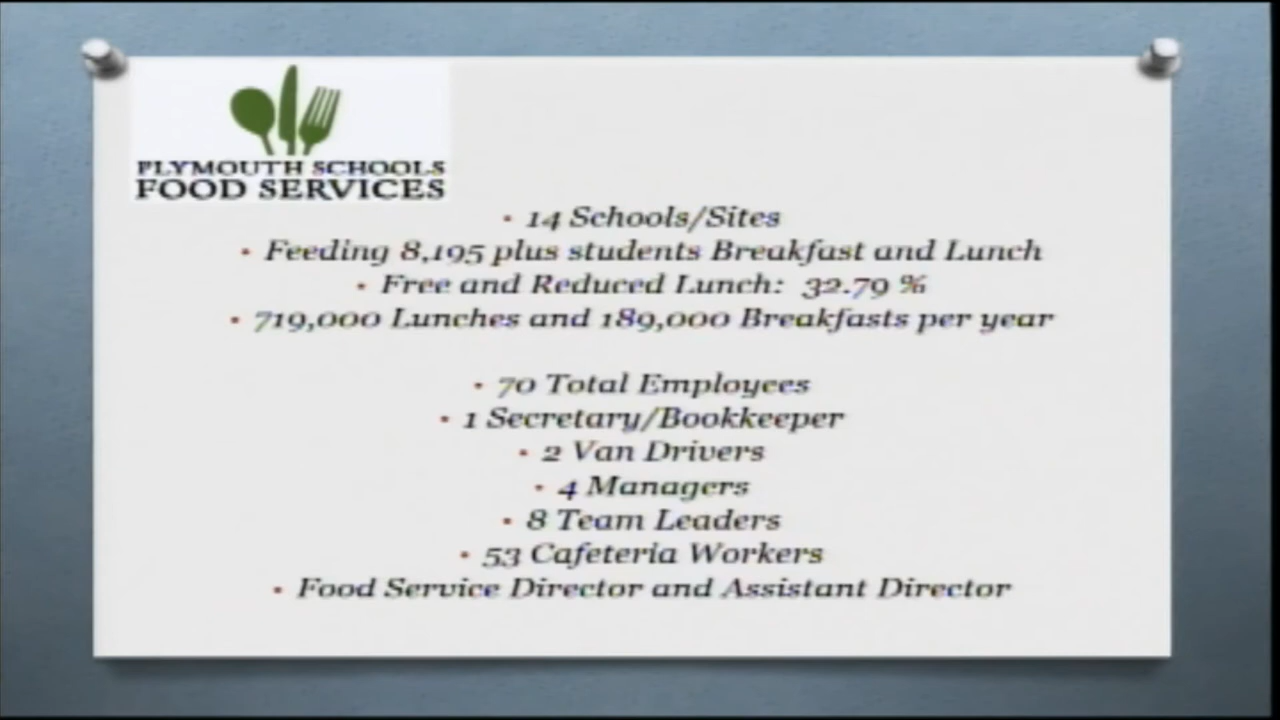 PLYMOUTH SCHOOLS
FOOD SERVICES
• 14 Schools/Sites
• Feeding 8,195 plus students Breakfast and Lunch
• Free and Reduced Lunch: 32.79 %
• 719,000 Lunches and 189,000 Breakfasts per year
• 70 Total Employees
• 1 Secretary/Bookkeeper
• 2 Van Drivers
• 4 Managers
• 8 Team Leaders
• 53 Cafeteria Workers
• Food Service Director and Assistant Director